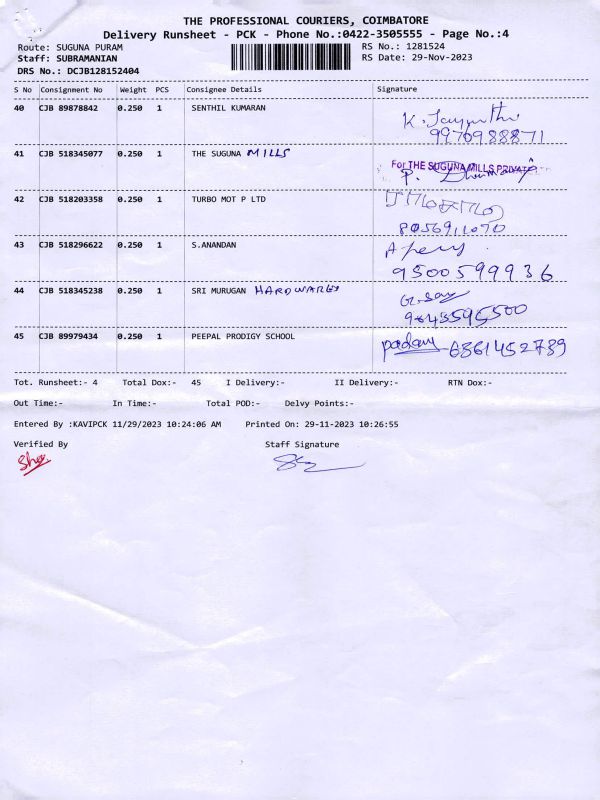 THE PROFESSIONAL COURIERS, COIMBATORE
Delivery Runsheet - PCK - Phone No.:0422-3505555 - Page No.:4
Route: SUGUNA PURAM RS No.: 1281524
Staff: SUBRAMANIAN RS Date: 29-Nov-2023
DRS No.: DCJB128152404
S No Consignment No Weight PCS Consignee Details Signature
40 CJB 89878842 0.250 1 SENTHIL KUMARAN
K. Jayanthi
9976988871
41 CJB 518345077 0.250 1 THE SUGUNA MILLS
For THE SUGUNA MILLS PRIVATE
P.
42 CJB 518203358 1 0.250 TURBO MOT P LTD
8056911070
43 CJB 518296622 0.250 1 S.ANANDAN
9500599936
44 CJB 518345238 0.250 1 SRI MURUGAN HARDWARES
9643595500
45 CJB 89979434 0.250 1 PEEPAL PRODIGY SCHOOL
6361452789
Tot. Runsheet:- 4 Total Dox:- 45 I Delivery:- II Delivery:- RTN Dox:-
Out Time:- In Time:- Total POD:- Delvy Points:-
Entered By :KAVIPCK 11/29/2023 10:24:06 AM Printed On: 29-11-2023 10:26:55
Verified By Staff Signature